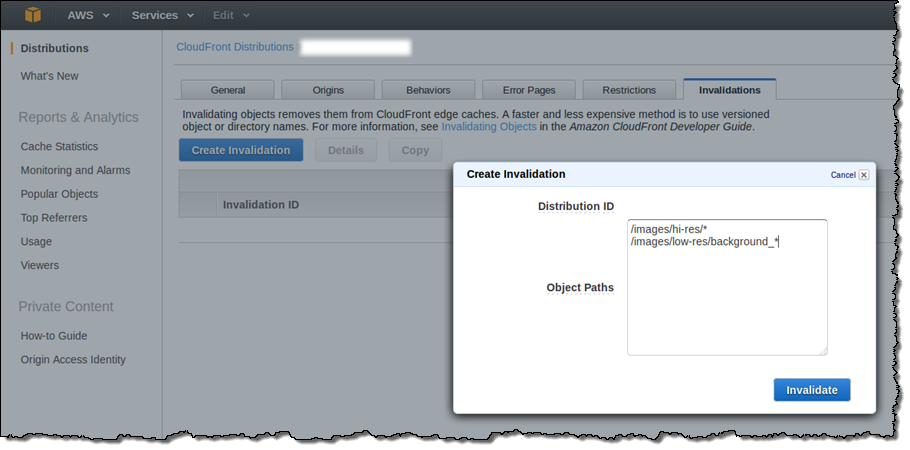 AWS Services Edit
Distributions
What's New
Reports & Analytics
Cache Statistics
Monitoring and Alarms
Popular Objects
Top Referrers
Usage
Viewers
Private Content
How-to Guide
Origin Access Identity
CloudFront Distributions
General Origins Behaviors Error Pages Restrictions Invalidations
Invalidating objects removes them from CloudFront edge caches. A faster and less expensive method is to use versioned
object or directory names. For more information, see Invalidating Objects in the Amazon CloudFront Developer Guide.
Create Invalidation Details Copy
Invalidation ID
Create Invalidation Cancel
Distribution ID
Object Paths
/images/hi-res/*
/images/low-res/background_*
Invalidate